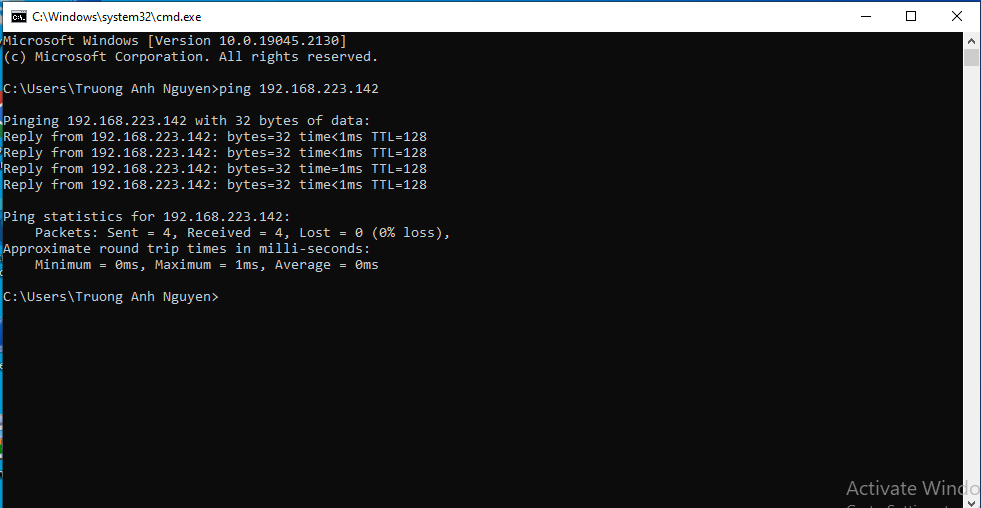 C:\Windows\system32\cmd.exe
Microsoft Windows [Version 10.0.19045.2130]
(c) Microsoft Corporation. All rights reserved.
C:\Users\Truong Anh Nguyen>ping 192.168.223.142
Pinging 192.168.223.142 with 32 bytes of data:
Reply from 192.168.223.142: bytes=32 time<1ms TTL=128
Reply from 192.168.223.142: bytes=32 time<1ms TTL=128
Reply from 192.168.223.142: bytes=32 time=1ms TTL=128
Reply from 192.168.223.142: bytes=32 time<1ms TTL=128
Ping statistics for 192.168.223.142:
    Packets: Sent = 4, Received = 4, Lost = 0 (0% loss),
Approximate round trip times in milli-seconds:
    Minimum = 0ms, Maximum = 1ms, Average = 0ms
C:\Users\Truong Anh Nguyen>
Activate Windo